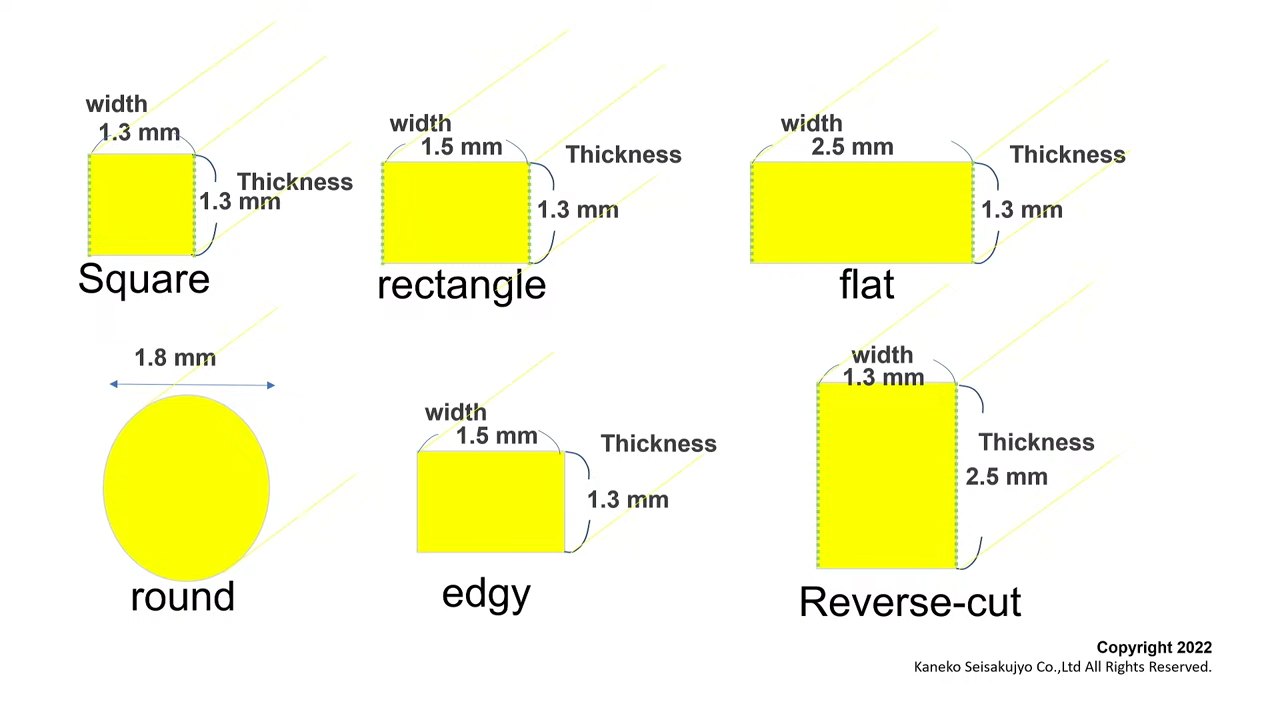 width
1.3 mm
Thickness
1.3 mm
Square
width
1.5 mm
Thickness
1.3 mm
rectangle
width
2.5 mm
Thickness
1.3 mm
flat
1.8 mm
round
width
1.5 mm
Thickness
1.3 mm
edgy
width
1.3 mm
Thickness
2.5 mm
Reverse-cut
Copyright 2022
Kaneko Seisakujyo Co.,Ltd All Rights Reserved.